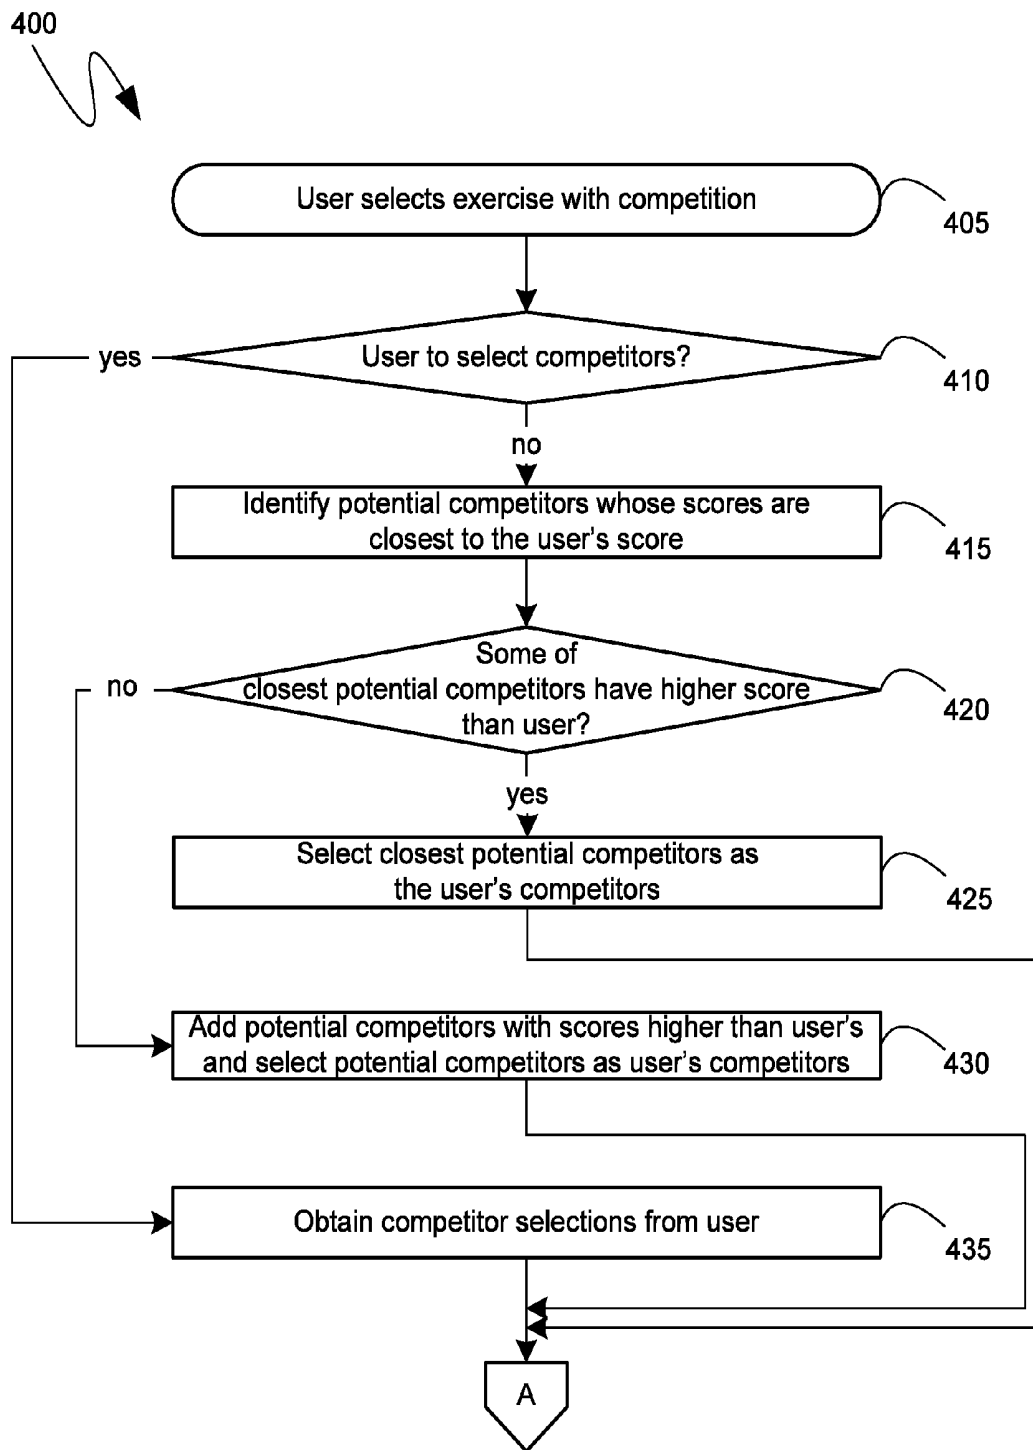 400
User selects exercise with competition
405
yes
User to select competitors?
410
no
Identify potential competitors whose scores are
closest to the user's score
415
Some of
closest potential competitors have higher score
than user?
no
420
yes
Select closest potential competitors as
the user's competitors
425
Add potential competitors with scores higher than user's
and select potential competitors as user's competitors
430
Obtain competitor selections from user
435
A